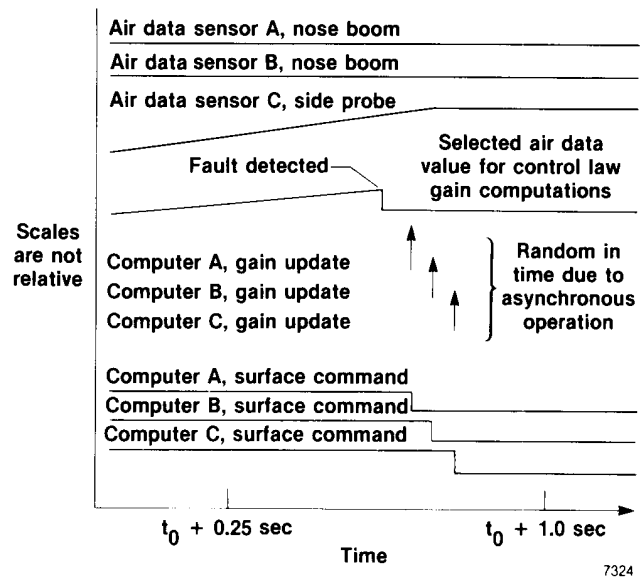 Air data sensor A, nose boom
Air data sensor B, nose boom
Air data sensor C, side probe
Fault detected
Selected air data
value for control law
gain computations
Scales
are not
relative
Computer A, gain update
Computer B, gain update
Computer C, gain update
Random in
time due to
asynchronous
operation
Computer A, surface command
Computer B, surface command
Computer C, surface command
t0 + 0.25 sec
t0 + 1.0 sec
Time
7324